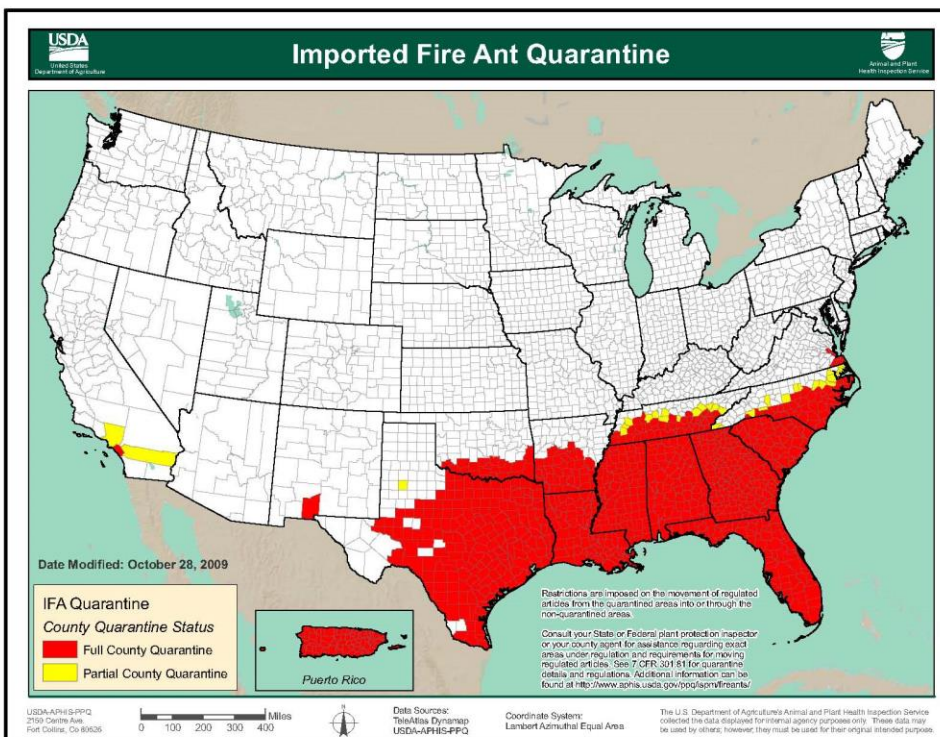 USDA
United States
Department of Agriculture
Imported Fire Ant Quarantine
Animal and Plant
Health Inspection Service
Date Modified: October 28, 2009
IFA Quarantine
County Quarantine Status
Full County Quarantine
Partial County Quarantine
Puerto Rico
Restrictions are imposed on the movement of regulated
articles from the quarantined areas into or through the
non-quarantined areas.
Consult your State or Federal plant protection inspector
or your county agent for assistance reguarding exact
areas under regulation and requirements for moving
regulated articles. See 7 CFR 301.81 for quarantine
details and regulations. Additional information can be
found at http://www.aphis.usda.gov/ppq/ispm/fireants/
USDA-APHIS-PPQ
2150 Centre Ave.
Fort Collins, Co 80526
0 100 200 300 400 Miles
N
Data Sources:
TeleAtlas Dynamap
USDA-APHIS-PPQ
Coordinate System:
Lambert Azimuthal Equal Area
The U.S. Department of Agriculture's Animal and Plant Health Inspection Service
collected the data displayed for internal agency purposes only. These data may
be used by others; however, they must be used for their original intended purpose.